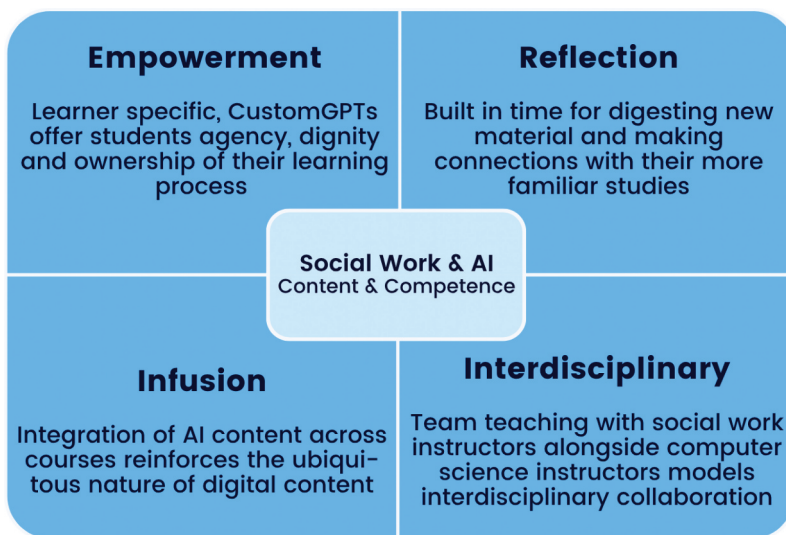 Empowerment
Learner specific, CustomGPTs
offer students agency, dignity
and ownership of their learning
process
Reflection
Built in time for digesting new
material and making
connections with their more
familiar studies
Social Work & AI
Content & Competence
Infusion
Integration of AI content across
courses reinforces the ubiqui-
tous nature of digital content
Interdisciplinary
Team teaching with social work
instructors alongside computer
science instructors models
interdisciplinary collaboration